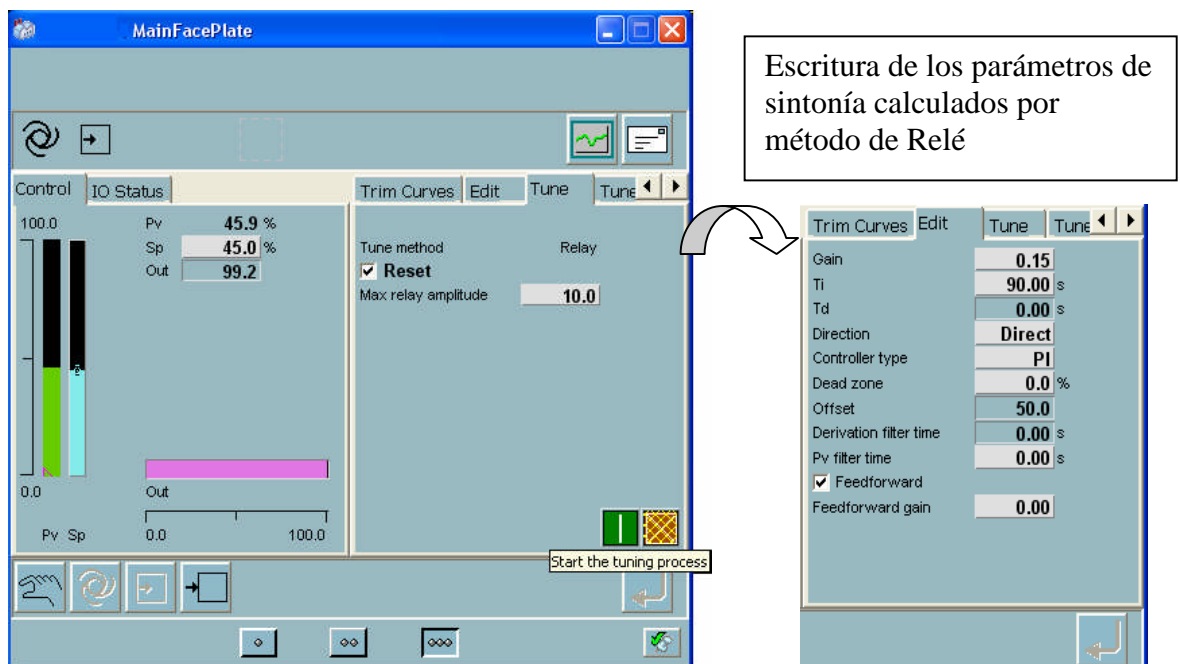 MainFacePlate
Escritura de los parámetros de
sintonía calculados por
método de Relé
Control IO Status
Trim Curves Edit Tune Tune
100.0
Pv 45.9 %
Sp 45.0 %
Out 99.2
0.0
Pv Sp
Out
0.0 100.0
Tune method Relay
Reset
Max relay amplitude 10.0
Start the tuning process
Trim Curves Edit Tune Tune
Gain 0.15
Ti 90.00 s
Td 0.00 s
Direction Direct
Controller type PI
Dead zone 0.0 %
Offset 50.0
Derivation filter time 0.00 s
Pv filter time 0.00 s
Feedforward
Feedforward gain 0.00